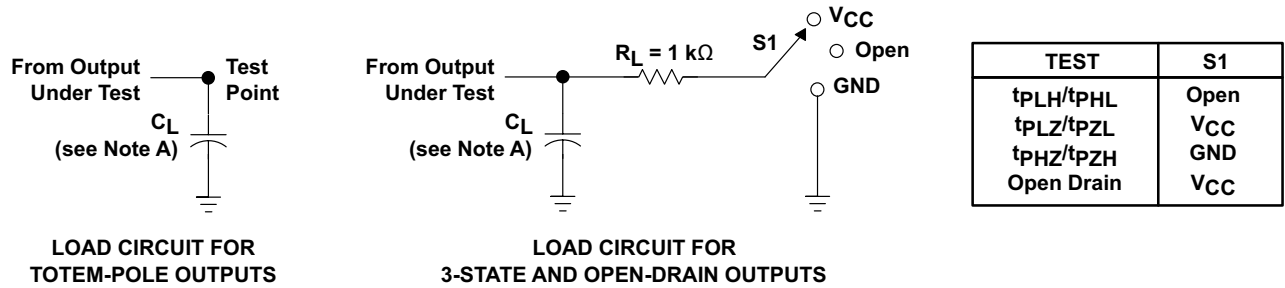 From Output
Under Test
Test
Point
CL
(see Note A)
LOAD CIRCUIT FOR
TOTEM-POLE OUTPUTS
From Output
Under Test
RL = 1 kΩ
S1
VCC
Open
GND
CL
(see Note A)
LOAD CIRCUIT FOR
3-STATE AND OPEN-DRAIN OUTPUTS
TEST S1
tPLH/tPHL Open
tPLZ/tPZL VCC
tPHZ/tPZH GND
Open Drain VCC